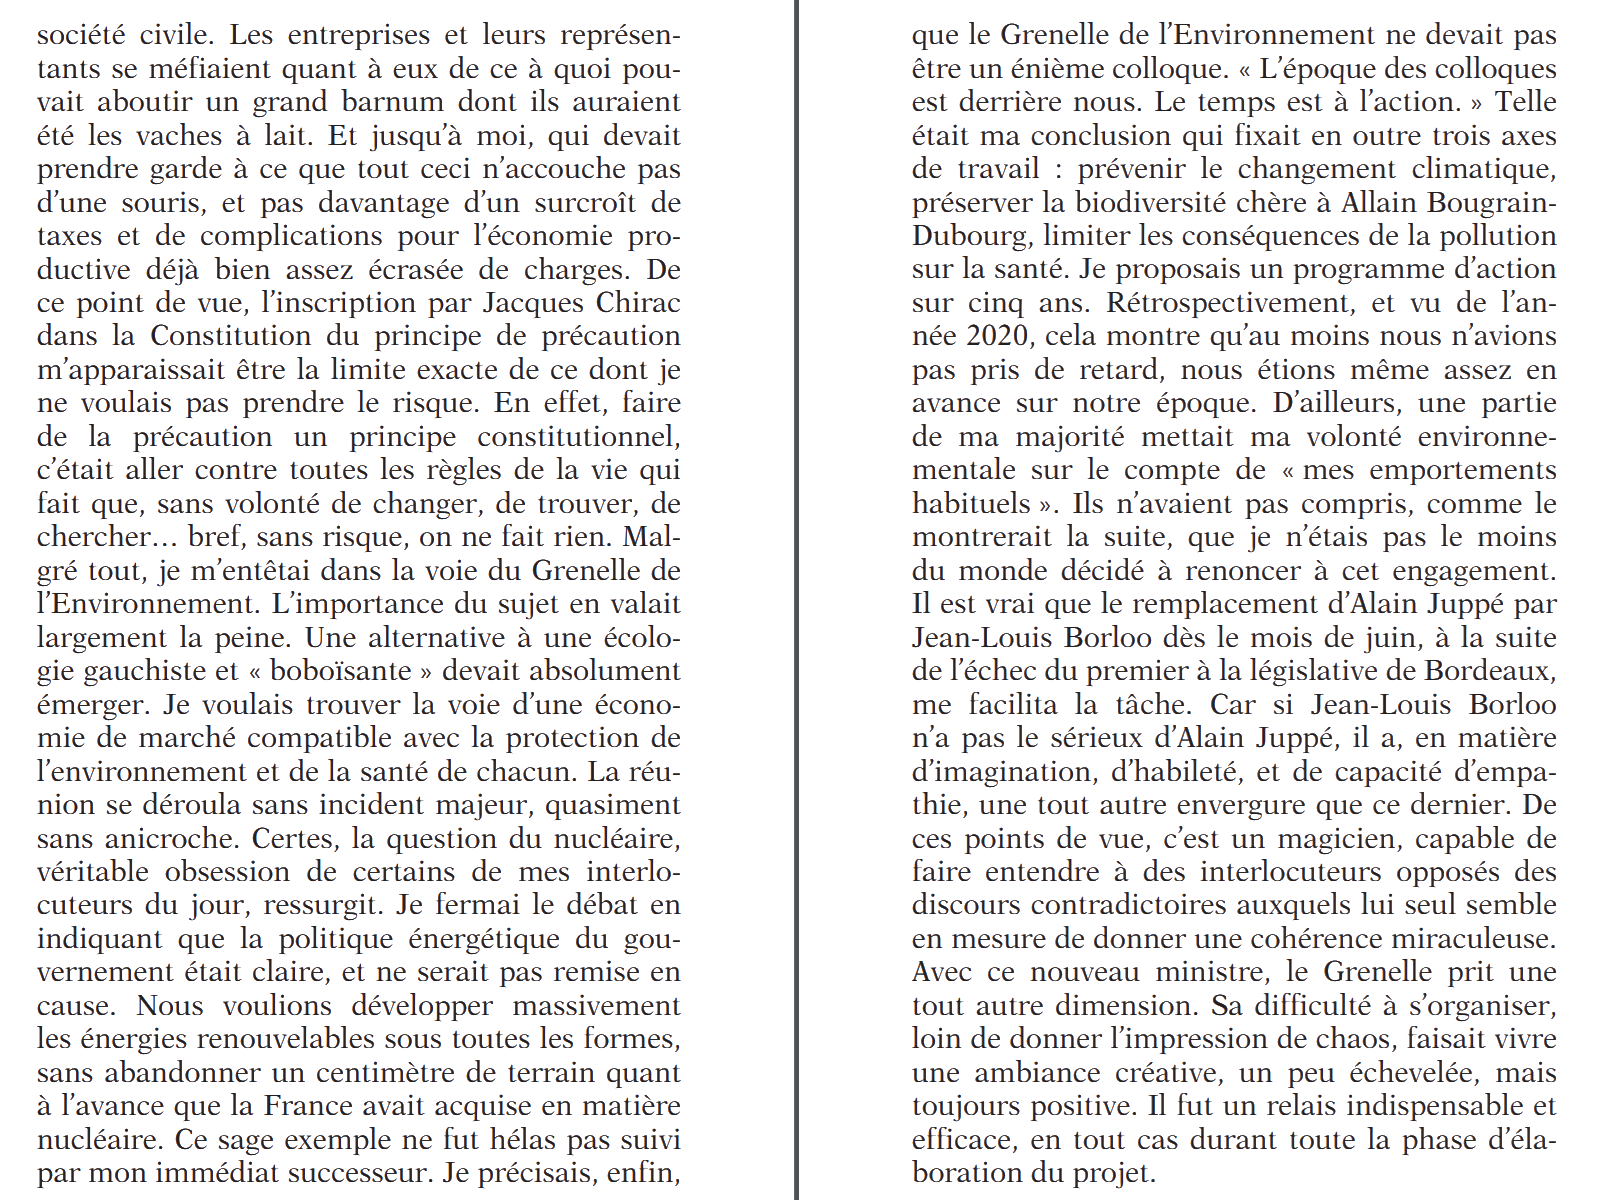 société civile. Les entreprises et leurs représen-
tants se méfiaient quant à eux de ce à quoi pou-
vait aboutir un grand barnum dont ils auraient
été les vaches à lait. Et jusqu’à moi, qui devait
prendre garde à ce que tout ceci n’accouche pas
d’une souris, et pas davantage d’un surcroît de
taxes et de complications pour l’économie pro-
ductive déjà bien assez écrasée de charges. De
ce point de vue, l’inscription par Jacques Chirac
dans la Constitution du principe de précaution
m’apparaissait être la limite exacte de ce dont je
ne voulais pas prendre le risque. En effet, faire
de la précaution un principe constitutionnel,
c’était aller contre toutes les règles de la vie qui
fait que, sans volonté de changer, de trouver, de
chercher… bref, sans risque, on ne fait rien. Mal-
gré tout, je m’entêtai dans la voie du Grenelle de
l’Environnement. L’importance du sujet en valait
largement la peine. Une alternative à une écolo-
gie gauchiste et « boboïsante » devait absolument
émerger. Je voulais trouver la voie d’une écono-
mie de marché compatible avec la protection de
l’environnement et de la santé de chacun. La réu-
nion se déroula sans incident majeur, quasiment
sans anicroche. Certes, la question du nucléaire,
véritable obsession de certains de mes interlo-
cuteurs du jour, ressurgit. Je fermai le débat en
indiquant que la politique énergétique du gou-
vernement était claire, et ne serait pas remise en
cause. Nous voulions développer massivement
les énergies renouvelables sous toutes les formes,
sans abandonner un centimètre de terrain quant
à l’avance que la France avait acquise en matière
nucléaire. Ce sage exemple ne fut hélas pas suivi
par mon immédiat successeur. Je précisais, enfin,
que le Grenelle de l’Environnement ne devait pas
être un énième colloque. « L’époque des colloques
est derrière nous. Le temps est à l’action. » Telle
était ma conclusion qui fixait en outre trois axes
de travail : prévenir le changement climatique,
préserver la biodiversité chère à Allain Bougrain-
Dubourg, limiter les conséquences de la pollution
sur la santé. Je proposais un programme d’action
sur cinq ans. Rétrospectivement, et vu de l’an-
née 2020, cela montre qu’au moins nous n’avions
pas pris de retard, nous étions même assez en
avance sur notre époque. D’ailleurs, une partie
de ma majorité mettait ma volonté environne-
mentale sur le compte de « mes emportements
habituels ». Ils n’avaient pas compris, comme le
montrerait la suite, que je n’étais pas le moins
du monde décidé à renoncer à cet engagement.
Il est vrai que le remplacement d’Alain Juppé par
Jean-Louis Borloo dès le mois de juin, à la suite
de l’échec du premier à la législative de Bordeaux,
me facilita la tâche. Car si Jean-Louis Borloo
n’a pas le sérieux d’Alain Juppé, il a, en matière
d’imagination, d’habileté, et de capacité d’empa-
thie, une tout autre envergure que ce dernier. De
ces points de vue, c’est un magicien, capable de
faire entendre à des interlocuteurs opposés des
discours contradictoires auxquels lui seul semble
en mesure de donner une cohérence miraculeuse.
Avec ce nouveau ministre, le Grenelle prit une
tout autre dimension. Sa difficulté à s’organiser,
loin de donner l’impression de chaos, faisait vivre
une ambiance créative, un peu échevelée, mais
toujours positive. Il fut un relais indispensable et
efficace, en tout cas durant toute la phase d’éla-
boration du projet.